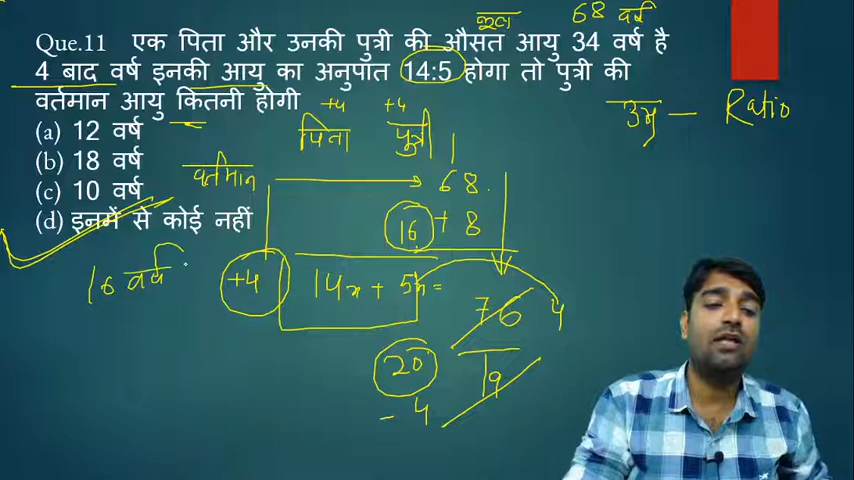 कुल 68 वर्ष
Que.11 एक पिता और उनकी पुत्री की औसत आयु 34 वर्ष है
4 बाद वर्ष इनकी आयु का अनुपात 14:5 होगा तो पुत्री की
वर्तमान आयु कितनी होगी
उम्र — Ratio
(a) 12 वर्ष
(b) 18 वर्ष
(c) 10 वर्ष
(d) इनमें से कोई नहीं
+4 +4
पिता पुत्री
वर्तमान 68
16 + 8
16 वर्ष
+4 14x + 5x = 76 4
20 19
- 4